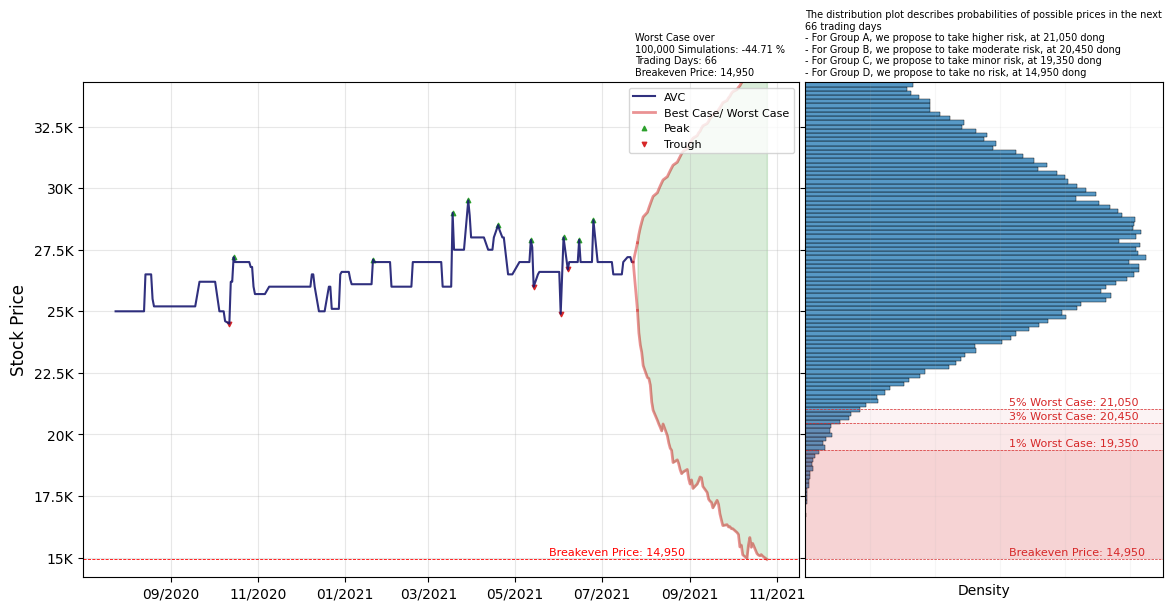 Worst Case over
100,000 Simulations: -44.71 %
Trading Days: 66
Breakeven Price: 14,950
The distribution plot describes probabilities of possible prices in the next
66 trading days
- For Group A, we propose to take higher risk, at 21,050 dong
- For Group B, we propose to take moderate risk, at 20,450 dong
- For Group C, we propose to take minor risk, at 19,350 dong
- For Group D, we propose to take no risk, at 14,950 dong
AVC
Best Case/ Worst Case
Peak
Trough
Stock Price
32.5K
30K
27.5K
25K
22.5K
20K
17.5K
15K
Breakeven Price: 14,950
09/2020
11/2020
01/2021
03/2021
05/2021
07/2021
09/2021
11/2021
5% Worst Case: 21,050
3% Worst Case: 20,450
1% Worst Case: 19,350
Breakeven Price: 14,950
Density